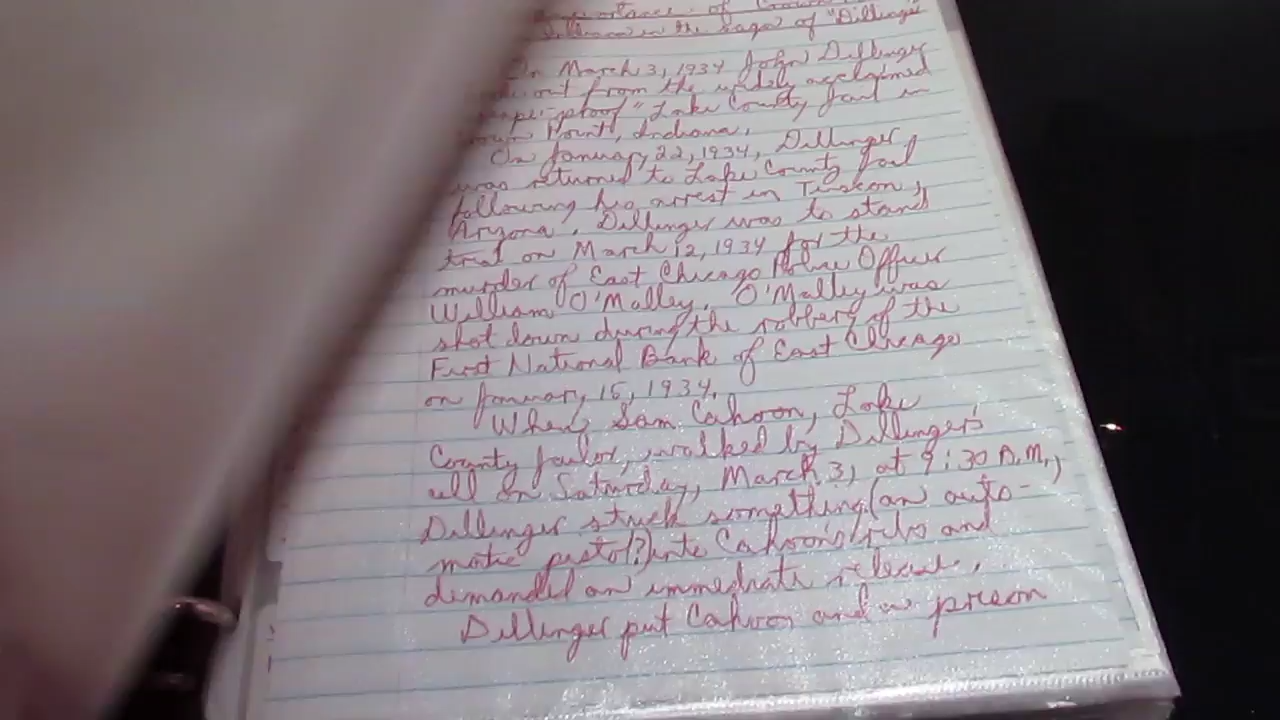 of Crown
in the saga of "Dillinger
On March 3, 1934 John Dillinger
out from the widely acclaimed
proof" Lake County Jail in
Point, Indiana.
On January 22, 1934, Dillinger
was returned to Lake County Jail
following his arrest in Tuscon,
Arizona. Dillinger was to stand
trial on March 12, 1934 for the
murder of East Chicago Police Officer
William O'Malley. O'Malley was
shot down during the robbery of the
First National Bank of East Chicago
on January 15, 1934.
When Sam Cahoon, Lake
County Jailor, walked by Dillinger's
cell on Saturday, March 3, at 9:30 A.M.,
Dillinger stuck something (an auto-
matic pistol?) into Cahoon's ribs and
demanded an immediate release.
Dillinger put Cahoon and a prison